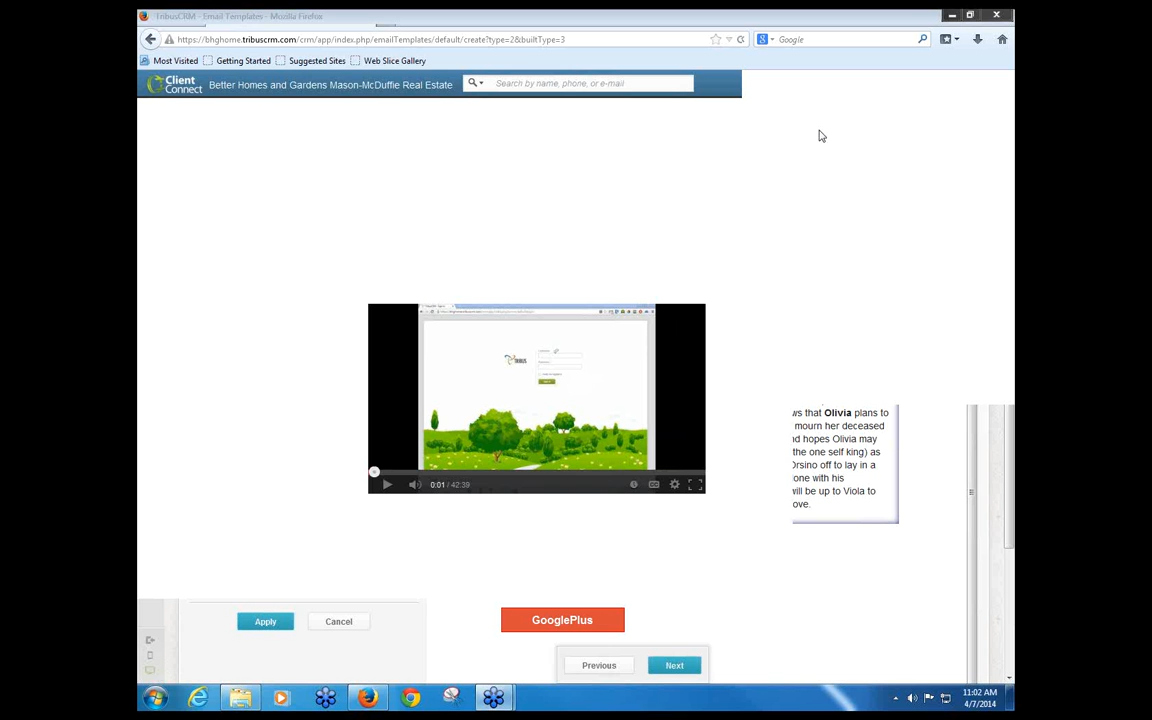 TribusCRM - Email Templates - Mozilla Firefox
https://bhghome.tribuscrm.com/crm/app/index.php/emailTemplates/default/create?type=2&builtType=3
Google
Most Visited Getting Started Suggested Sites Web Slice Gallery
Client
Connect
Better Homes and Gardens Mason-McDuffie Real Estate
Search by name, phone, or e-mail
ws that Olivia plans to
mourn her deceased
nd hopes Olivia may
(the one self king) as
Orsino off to lay in a
one with his
will be up to Viola to
ove.
0:01 / 42:39
Apply Cancel
GooglePlus
Previous Next
11:02 AM
4/7/2014